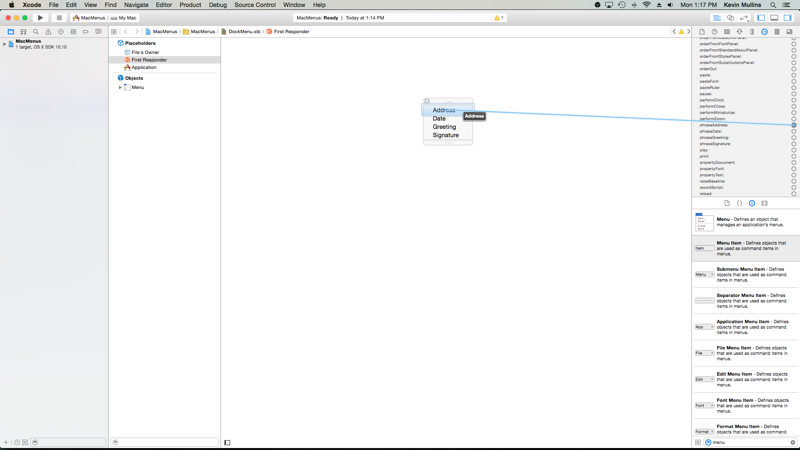 Xcode File Edit View Find Navigate Editor Product Debug Source Control Window Help
Mon 1:17 PM Kevin Mullins
MacMenus My Mac
MacMenus: Ready | Today at 1:14 PM
1
MacMenus
1 target, OS X SDK 10.10
MacMenus MacMenus DockMenu.xib First Responder
Placeholders
File's Owner
First Responder
Application
Objects
Menu
Address
Date
Greeting
Signature
Address
orderFrontFontPanel:
orderFrontStandardAboutPanel:
orderFrontStylesPanel:
orderFrontSubstitutionsPanel:
orderOut:
paste:
pasteFont:
pasteRuler:
pause:
performClick:
performClose:
performMiniaturize:
performZoom:
phraseAddress:
phraseDate:
phraseGreeting:
phraseSignature:
play:
print:
propertyDocument:
propertyFont:
propertyText:
raiseBaseline:
recordScript:
reload:
Menu - Defines an object that
manages an application's menus.
Item
Menu Item - Defines objects that
are used as command items in
menus.
Menu
Submenu Menu Item - Defines
objects that are used as command
items in menus.
Separator Menu Item - Defines
objects that are used as command
items in menus.
App
Application Menu Item - Defines
objects that are used as command
items in menus.
File
File Menu Item - Defines objects
that are used as command items in
menus.
Edit
Edit Menu Item - Defines objects
that are used as command items in
menus.
Font
Font Menu Item - Defines objects
that are used as command items in
menus.
Format
Format Menu Item - Defines
objects that are used as command
menu